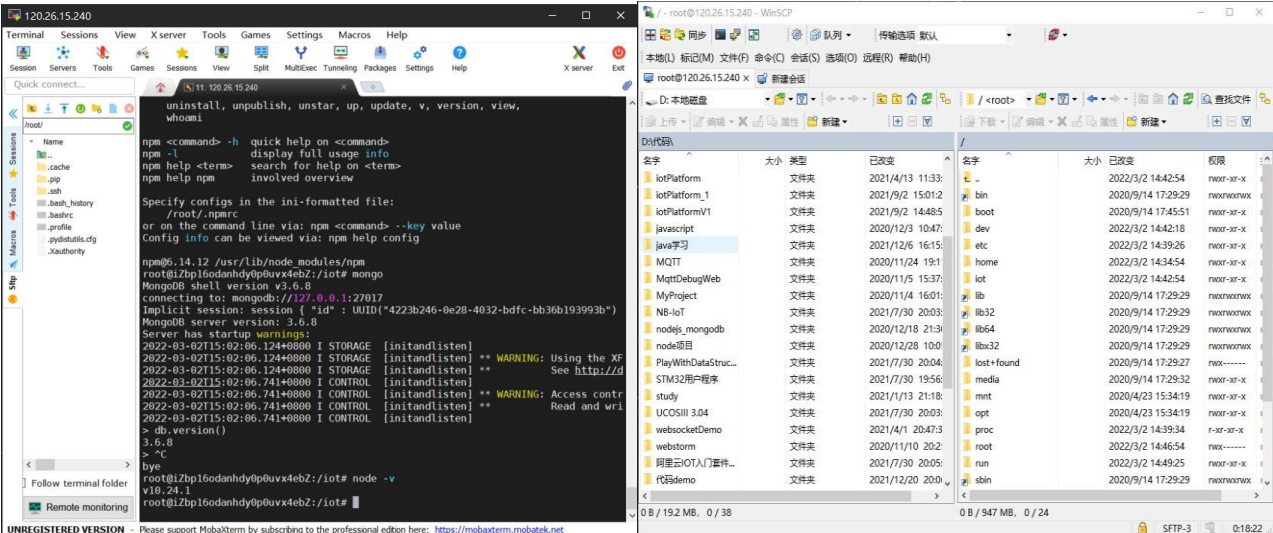 120.26.15.240
Terminal Sessions View X server Tools Games Settings Macros Help
Session Servers Tools Games Sessions View Split MultiExec Tunneling Packages Settings Help X server Exit
Quick connect...
11. 120.26.15.240
/root/
Name
..
.cache
.pip
.ssh
.bash_history
.bashrc
.profile
.pydistutils.cfg
.Xauthority
Sessions
Tools
Macros
Sftp
Follow terminal folder
Remote monitoring
uninstall, unpublish, unstar, up, update, v, version, view,
whoami
npm <command> -h quick help on <command>
npm -l display full usage info
npm help <term> search for help on <term>
npm help npm involved overview
Specify configs in the ini-formatted file:
/root/.npmrc
or on the command line via: npm <command> --key value
Config info can be viewed via: npm help config
npm@6.14.12 /usr/lib/node_modules/npm
root@iZbp16odanhdy0p0uvx4ebZ:/iot# mongo
MongoDB shell version v3.6.8
connecting to: mongodb://127.0.0.1:27017
Implicit session: session { "id" : UUID("4223b246-0e28-4032-bdfc-bb36b193993b")
MongoDB server version: 3.6.8
Server has startup warnings:
2022-03-02T15:02:06.124+0800 I STORAGE [initandlisten]
2022-03-02T15:02:06.124+0800 I STORAGE [initandlisten] ** WARNING: Using the XF
2022-03-02T15:02:06.124+0800 I STORAGE [initandlisten] ** See http://d
2022-03-02T15:02:06.741+0800 I CONTROL [initandlisten]
2022-03-02T15:02:06.741+0800 I CONTROL [initandlisten] ** WARNING: Access contr
2022-03-02T15:02:06.741+0800 I CONTROL [initandlisten] ** Read and wri
2022-03-02T15:02:06.741+0800 I CONTROL [initandlisten]
> db.version()
3.6.8
> ^C
bye
root@iZbp16odanhdy0p0uvx4ebZ:/iot# node -v
v10.24.1
root@iZbp16odanhdy0p0uvx4ebZ:/iot#
UNREGISTERED VERSION - Please support MobaXterm by subscribing to the professional edition here: https://mobaxterm.mobatek.net
/ - root@120.26.15.240 - WinSCP
同步 队列 传输选项 默认
本地(L) 标记(M) 文件(F) 命令(C) 会话(S) 选项(O) 远程(R) 帮助(H)
root@120.26.15.240 × 新建会话
D: 本地磁盘 / <root> 查找文件
上传 编辑 属性 新建 下载 编辑 属性 新建
D:\代码\
名字 大小 类型 已改变
iotPlatform 文件夹 2021/4/13 11:33:
iotPlatform_1 文件夹 2021/9/2 15:01:2
iotPlatformV1 文件夹 2021/9/2 14:48:5
javascript 文件夹 2020/12/3 10:47:
java学习 文件夹 2021/12/6 16:15:
MQTT 文件夹 2020/11/24 19:1
MqttDebugWeb 文件夹 2020/11/5 15:37:
MyProject 文件夹 2020/11/4 16:01:
NB-IoT 文件夹 2021/7/30 20:03:
nodejs_mongodb 文件夹 2020/12/18 21:3
node项目 文件夹 2020/12/28 10:0
PlayWithDataStruc... 文件夹 2021/7/30 20:04:
STM32用户程序 文件夹 2021/7/30 19:56:
study 文件夹 2021/1/13 21:18:
UCOSIII 3.04 文件夹 2021/7/30 20:03:
websocketDemo 文件夹 2021/4/1 20:47:3
webstorm 文件夹 2020/11/10 20:2
阿里云IOT入门套件... 文件夹 2021/7/30 20:05:
代码demo 文件夹 2021/12/20 20:0
0 B / 19.2 MB, 0 / 38
/
名字 大小 已改变 权限
.. 2022/3/2 14:42:54 rwxr-xr-x
bin 2020/9/14 17:29:29 rwxrwxrwx
boot 2020/9/14 17:45:51 rwxr-xr-x
dev 2022/3/2 14:42:18 rwxr-xr-x
etc 2022/3/2 14:39:26 rwxr-xr-x
home 2022/3/2 14:34:54 rwxr-xr-x
iot 2022/3/2 14:42:54 rwxr-xr-x
lib 2020/9/14 17:29:29 rwxrwxrwx
lib32 2020/9/14 17:29:29 rwxrwxrwx
lib64 2020/9/14 17:29:29 rwxrwxrwx
libx32 2020/9/14 17:29:29 rwxrwxrwx
lost+found 2020/9/14 17:29:27 rwx------
media 2020/9/14 17:29:32 rwxr-xr-x
mnt 2020/4/23 15:34:19 rwxr-xr-x
opt 2020/4/23 15:34:19 rwxr-xr-x
proc 2022/3/2 14:39:34 r-xr-xr-x
root 2022/3/2 14:46:54 rwx------
run 2022/3/2 14:49:25 rwxr-xr-x
sbin 2020/9/14 17:29:29 rwxrwxrwx
0 B / 947 MB, 0 / 24
SFTP-3 0:18:22